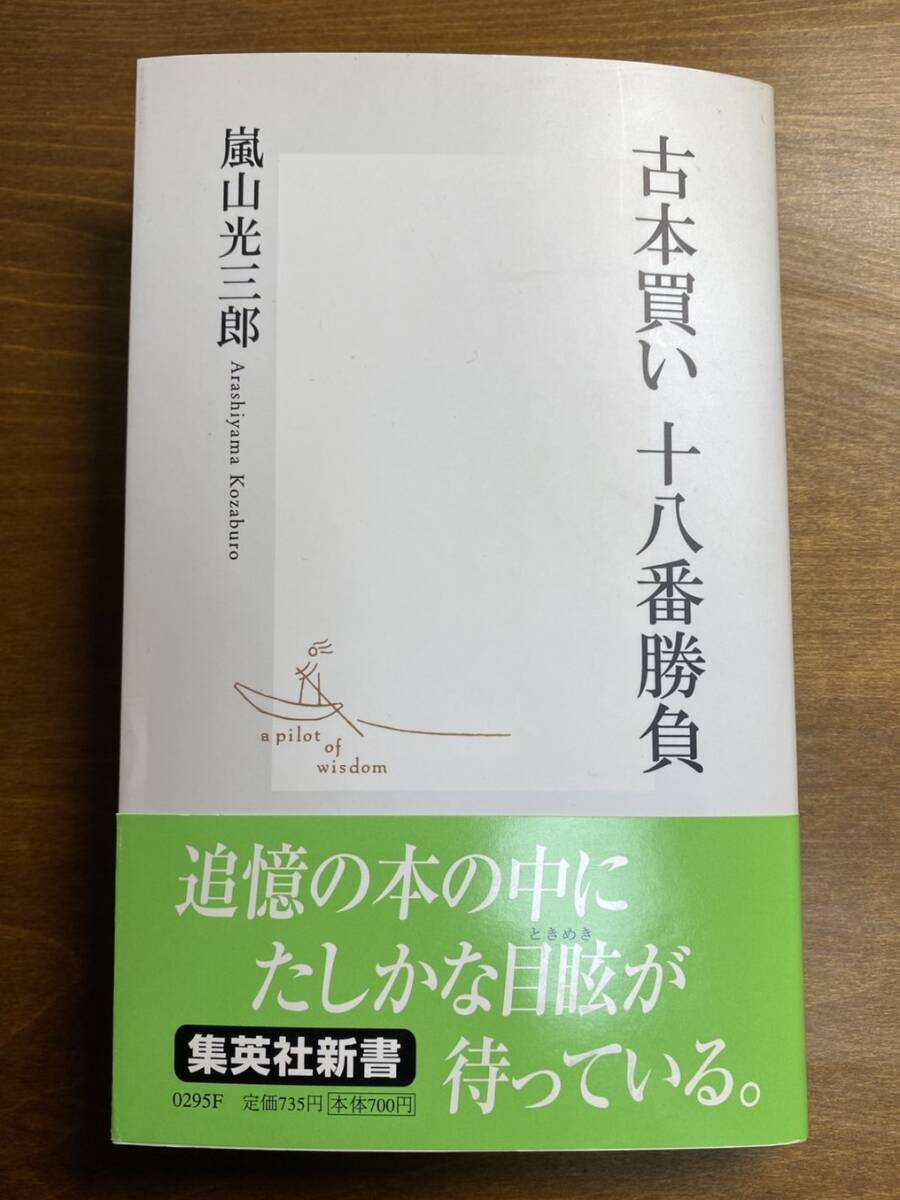 古本買い 十八番勝負
嵐山光三郎
Arashiyama Kozaburo
a pilot
of
wisdom
追憶の本の中に
ときめき
たしかな目眩が
待っている。
集英社新書
0295F 定価735円 本体700円